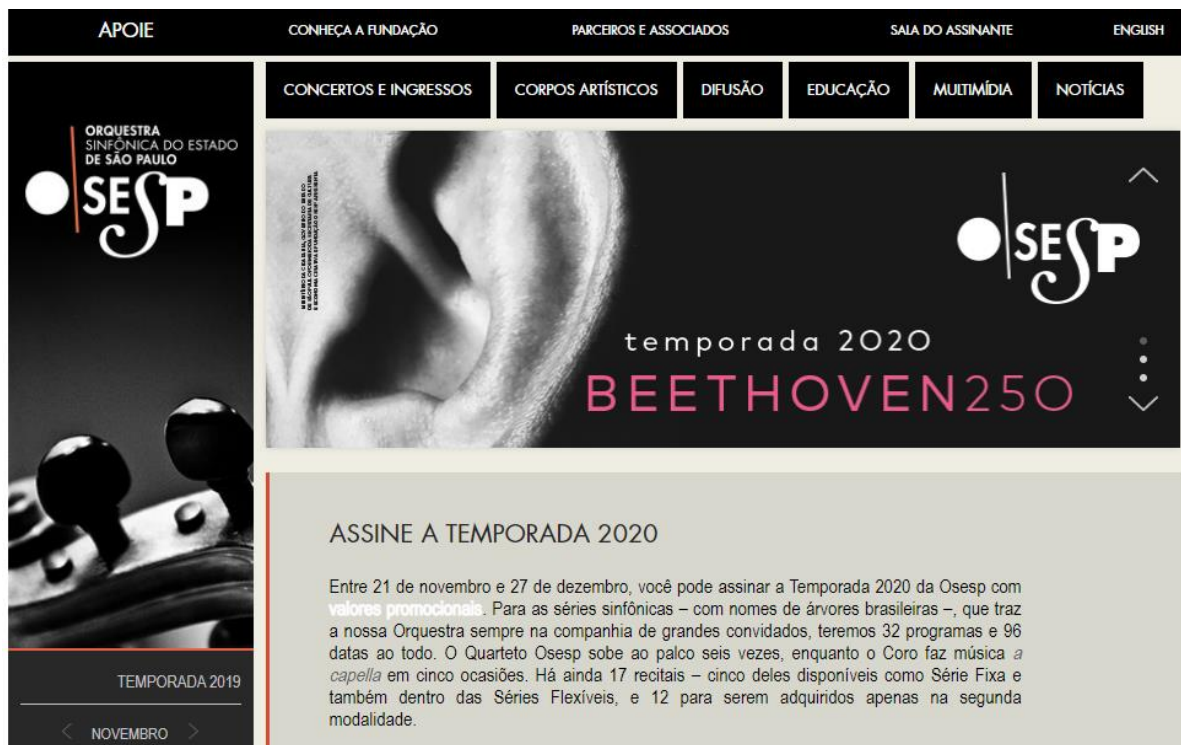 APOIE
CONHEÇA A FUNDAÇÃO
PARCEIROS E ASSOCIADOS
SALA DO ASSINANTE
ENGLISH
CONCERTOS E INGRESSOS
CORPOS ARTÍSTICOS
DIFUSÃO
EDUCAÇÃO
MULTIMÍDIA
NOTÍCIAS
ORQUESTRA
SINFÔNICA DO ESTADO
DE SÃO PAULO
OSESP
OSESP
temporada 2020
BEETHOVEN250
ASSINE A TEMPORADA 2020
Entre 21 de novembro e 27 de dezembro, você pode assinar a Temporada 2020 da Osesp com
valores promocionais. Para as séries sinfônicas – com nomes de árvores brasileiras –, que traz
a nossa Orquestra sempre na companhia de grandes convidados, teremos 32 programas e 96
datas ao todo. O Quarteto Osesp sobe ao palco seis vezes, enquanto o Coro faz música a
capella em cinco ocasiões. Há ainda 17 recitais – cinco deles disponíveis como Série Fixa e
também dentro das Séries Flexíveis, e 12 para serem adquiridos apenas na segunda
modalidade.
TEMPORADA 2019
NOVEMBRO